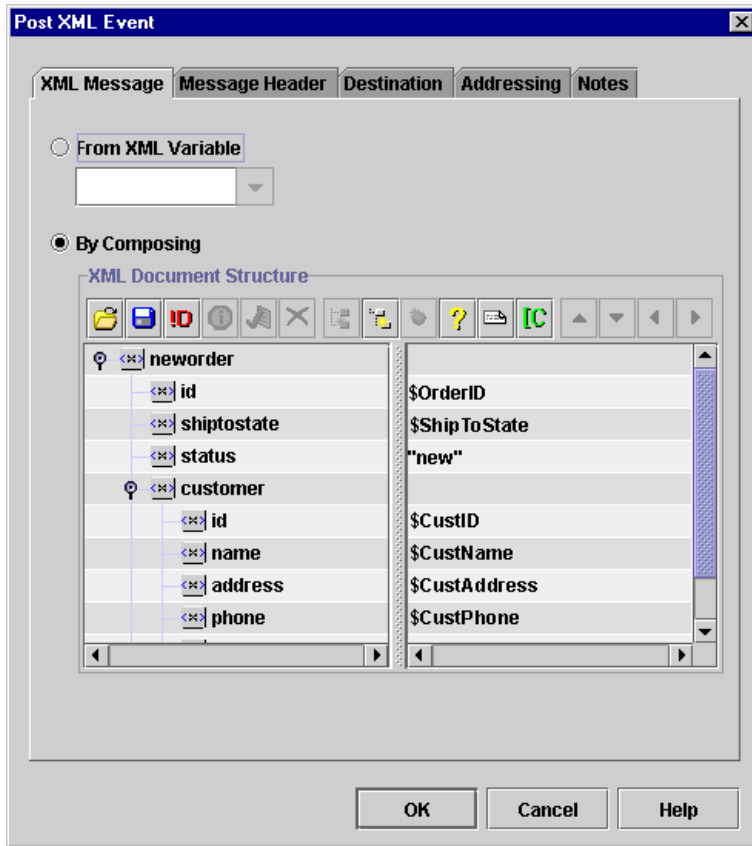 Post XML Event
XML Message Message Header Destination Addressing Notes
From XML Variable
By Composing
XML Document Structure
!D ? [C
neworder
id $OrderID
shiptostate $ShipToState
status "new"
customer
id $CustID
name $CustName
address $CustAddress
phone $CustPhone
OK Cancel Help